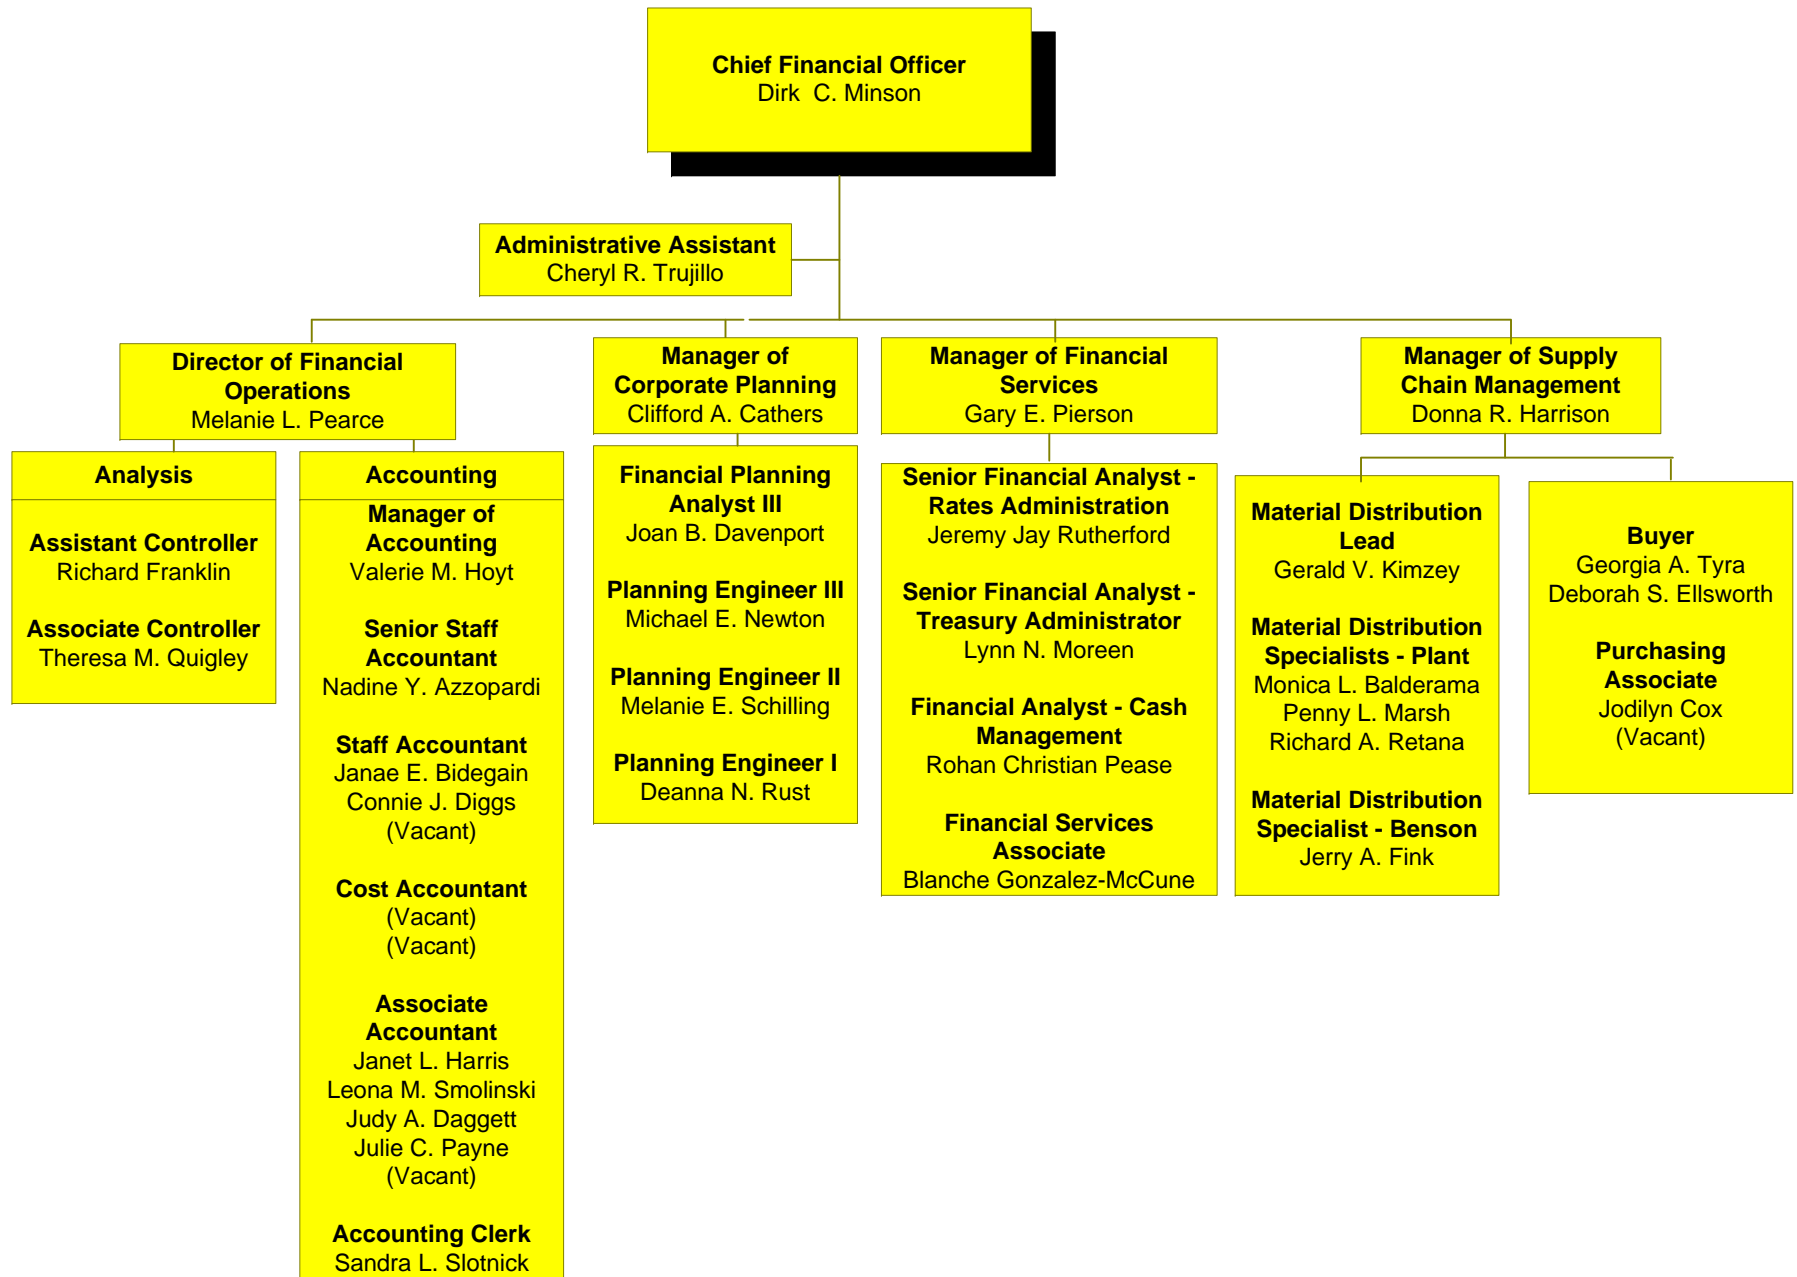 Chief Financial Officer
Dirk C. Minson
Administrative Assistant
Cheryl R. Trujillo
Director of Financial
Operations
Melanie L. Pearce
Manager of
Corporate Planning
Clifford A. Cathers
Manager of Financial
Services
Gary E. Pierson
Manager of Supply
Chain Management
Donna R. Harrison
Analysis
Assistant Controller
Richard Franklin
Associate Controller
Theresa M. Quigley
Accounting
Manager of
Accounting
Valerie M. Hoyt
Senior Staff
Accountant
Nadine Y. Azzopardi
Staff Accountant
Janae E. Bidegain
Connie J. Diggs
(Vacant)
Cost Accountant
(Vacant)
(Vacant)
Associate
Accountant
Janet L. Harris
Leona M. Smolinski
Judy A. Daggett
Julie C. Payne
(Vacant)
Accounting Clerk
Sandra L. Slotnick
Financial Planning
Analyst III
Joan B. Davenport
Planning Engineer III
Michael E. Newton
Planning Engineer II
Melanie E. Schilling
Planning Engineer I
Deanna N. Rust
Senior Financial Analyst -
Rates Administration
Jeremy Jay Rutherford
Senior Financial Analyst -
Treasury Administrator
Lynn N. Moreen
Financial Analyst - Cash
Management
Rohan Christian Pease
Financial Services
Associate
Blanche Gonzalez-McCune
Material Distribution
Lead
Gerald V. Kimzey
Material Distribution
Specialists - Plant
Monica L. Balderama
Penny L. Marsh
Richard A. Retana
Material Distribution
Specialist - Benson
Jerry A. Fink
Buyer
Georgia A. Tyra
Deborah S. Ellsworth
Purchasing
Associate
Jodilyn Cox
(Vacant)